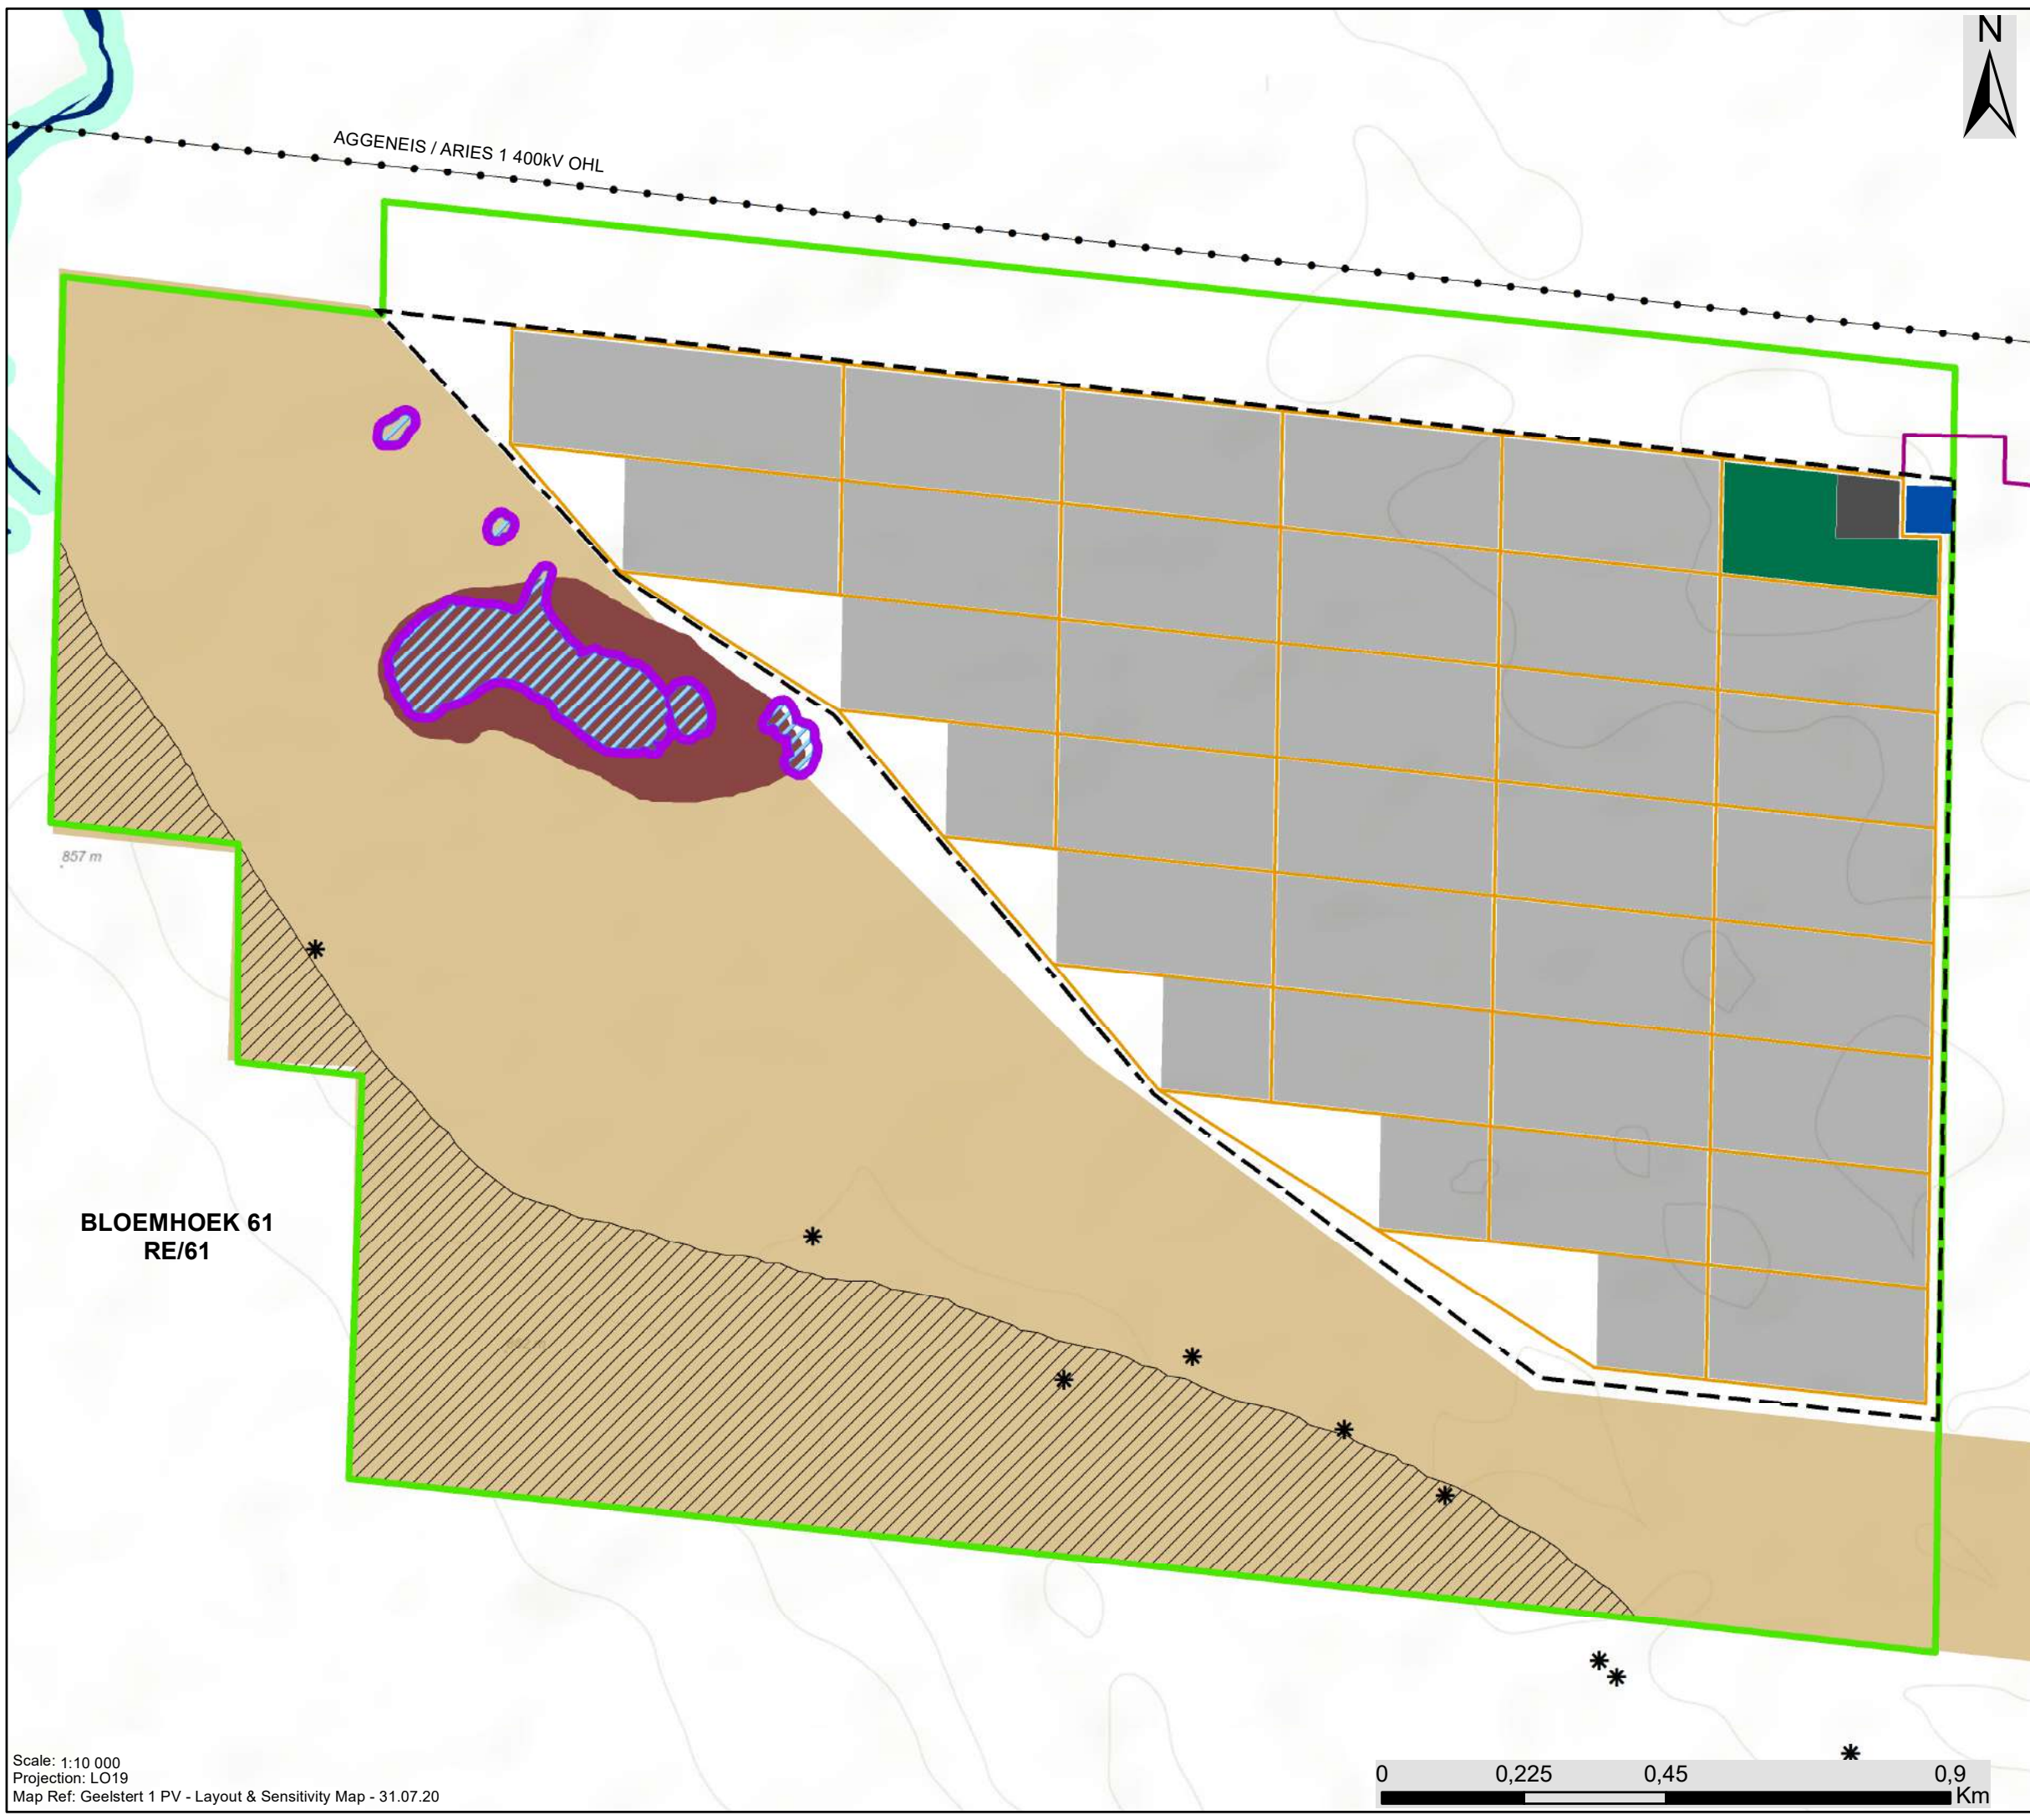 N
AGGENEIS / ARIES 1 400kV OHL
857 m
BLOEMHOEK 61
RE/61
Scale: 1:10 000
Projection: LO19
Map Ref: Geelstert 1 PV - Layout & Sensitivity Map - 31.07.20
0 0,225 0,45 0,9
Km